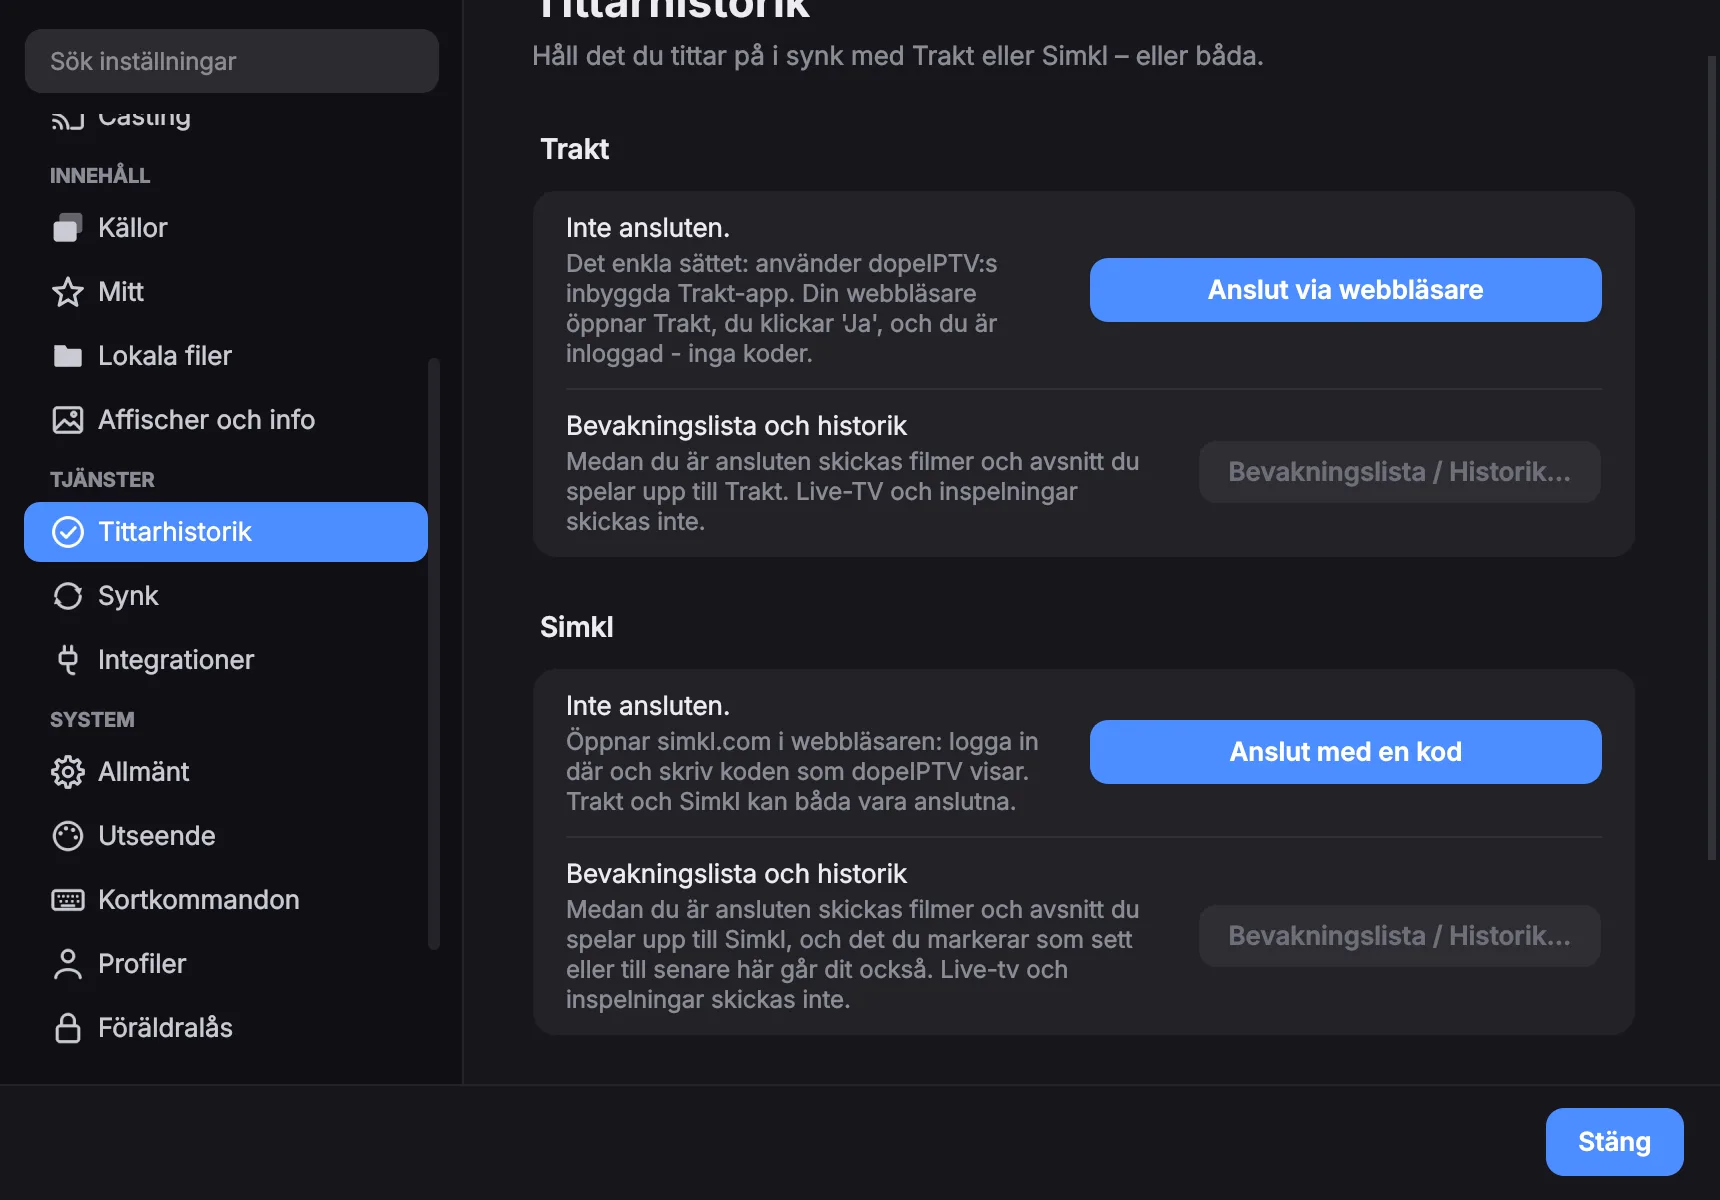 Sök inställningar
Casting
INNEHÅLL
Källor
Mitt
Lokala filer
Affischer och info
TJÄNSTER
Tittarhistorik
Synk
Integrationer
SYSTEM
Allmänt
Utseende
Kortkommandon
Profiler
Föräldralås
Tittarhistorik
Håll det du tittar på i synk med Trakt eller Simkl – eller båda.
Trakt
Inte ansluten.
Det enkla sättet: använder dopeIPTV:s
inbyggda Trakt-app. Din webbläsare
öppnar Trakt, du klickar 'Ja', och du är
inloggad - inga koder.
Anslut via webbläsare
Bevakningslista och historik
Medan du är ansluten skickas filmer och avsnitt du
spelar upp till Trakt. Live-TV och inspelningar
skickas inte.
Bevakningslista / Historik...
Simkl
Inte ansluten.
Öppnar simkl.com i webbläsaren: logga in
där och skriv koden som dopeIPTV visar.
Trakt och Simkl kan båda vara anslutna.
Anslut med en kod
Bevakningslista och historik
Medan du är ansluten skickas filmer och avsnitt du
spelar upp till Simkl, och det du markerar som sett
eller till senare här går dit också. Live-tv och
inspelningar skickas inte.
Bevakningslista / Historik...
Stäng